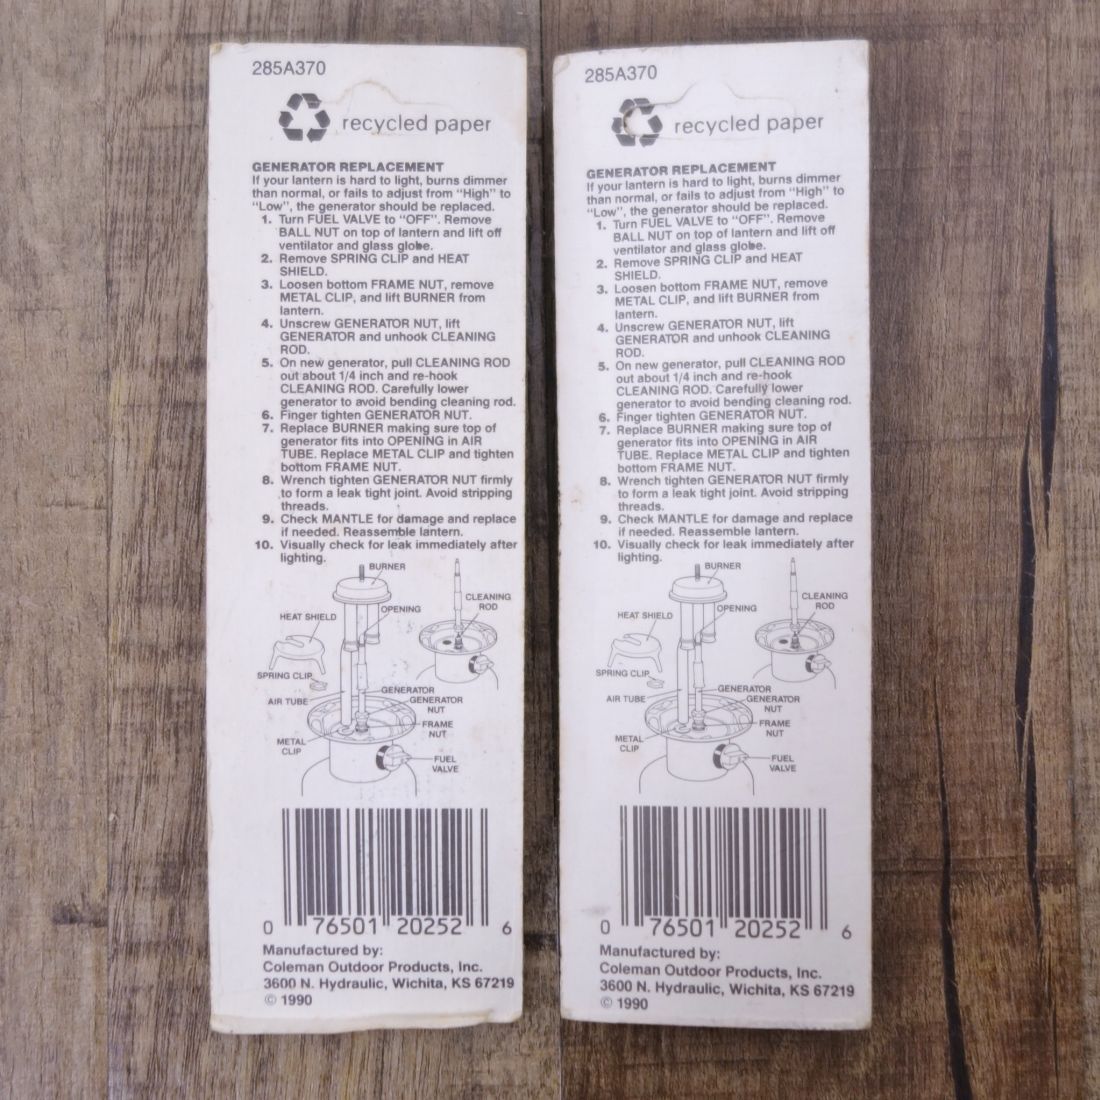 285A370
recycled paper
GENERATOR REPLACEMENT
If your lantern is hard to light, burns dimmer
than normal, or fails to adjust from "High" to
"Low", the generator should be replaced.
1. Turn FUEL VALVE to "OFF". Remove
BALL NUT on top of lantern and lift off
ventilator and glass globe.
2. Remove SPRING CLIP and HEAT
SHIELD.
3. Loosen bottom FRAME NUT, remove
METAL CLIP, and lift BURNER from
lantern.
4. Unscrew GENERATOR NUT, lift
GENERATOR and unhook CLEANING
ROD.
5. On new generator, pull CLEANING ROD
out about 1/4 inch and re-hook
CLEANING ROD. Carefully lower
generator to avoid bending cleaning rod.
6. Finger tighten GENERATOR NUT.
7. Replace BURNER making sure top of
generator fits into OPENING in AIR
TUBE. Replace METAL CLIP and tighten
bottom FRAME NUT.
8. Wrench tighten GENERATOR NUT firmly
to form a leak tight joint. Avoid stripping
threads.
9. Check MANTLE for damage and replace
if needed. Reassemble lantern.
10. Visually check for leak immediately after
lighting.
BURNER
CLEANING
ROD
OPENING
HEAT SHIELD
SPRING CLIP
GENERATOR
AIR TUBE
GENERATOR
NUT
FRAME
NUT
METAL
CLIP
FUEL
VALVE
0 76501 20252 6
Manufactured by:
Coleman Outdoor Products, Inc.
3600 N. Hydraulic, Wichita, KS 67219
© 1990
285A370
recycled paper
GENERATOR REPLACEMENT
If your lantern is hard to light, burns dimmer
than normal, or fails to adjust from "High" to
"Low", the generator should be replaced.
1. Turn FUEL VALVE to "OFF". Remove
BALL NUT on top of lantern and lift off
ventilator and glass globe.
2. Remove SPRING CLIP and HEAT
SHIELD.
3. Loosen bottom FRAME NUT, remove
METAL CLIP, and lift BURNER from
lantern.
4. Unscrew GENERATOR NUT, lift
GENERATOR and unhook CLEANING
ROD.
5. On new generator, pull CLEANING ROD
out about 1/4 inch and re-hook
CLEANING ROD. Carefully lower
generator to avoid bending cleaning rod.
6. Finger tighten GENERATOR NUT.
7. Replace BURNER making sure top of
generator fits into OPENING in AIR
TUBE. Replace METAL CLIP and tighten
bottom FRAME NUT.
8. Wrench tighten GENERATOR NUT firmly
to form a leak tight joint. Avoid stripping
threads.
9. Check MANTLE for damage and replace
if needed. Reassemble lantern.
10. Visually check for leak immediately after
lighting.
BURNER
CLEANING
ROD
OPENING
HEAT SHIELD
SPRING CLIP
GENERATOR
AIR TUBE
GENERATOR
NUT
FRAME
NUT
METAL
CLIP
FUEL
VALVE
0 76501 20252 6
Manufactured by:
Coleman Outdoor Products, Inc.
3600 N. Hydraulic, Wichita, KS 67219
© 1990